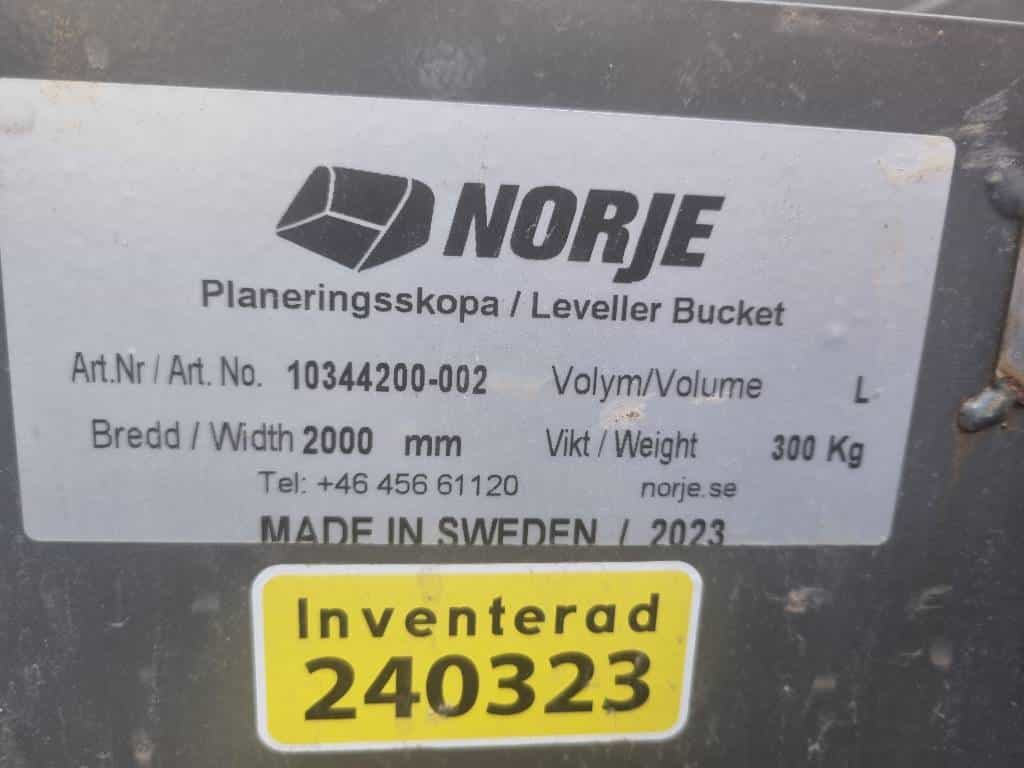 NORJE
Planeringsskopa / Leveller Bucket
Art.Nr / Art. No. 10344200-002 Volym/Volume L
Bredd / Width 2000 mm Vikt / Weight 300 Kg
Tel: +46 456 61120 norje.se
MADE IN SWEDEN / 2023
Inventerad
240323